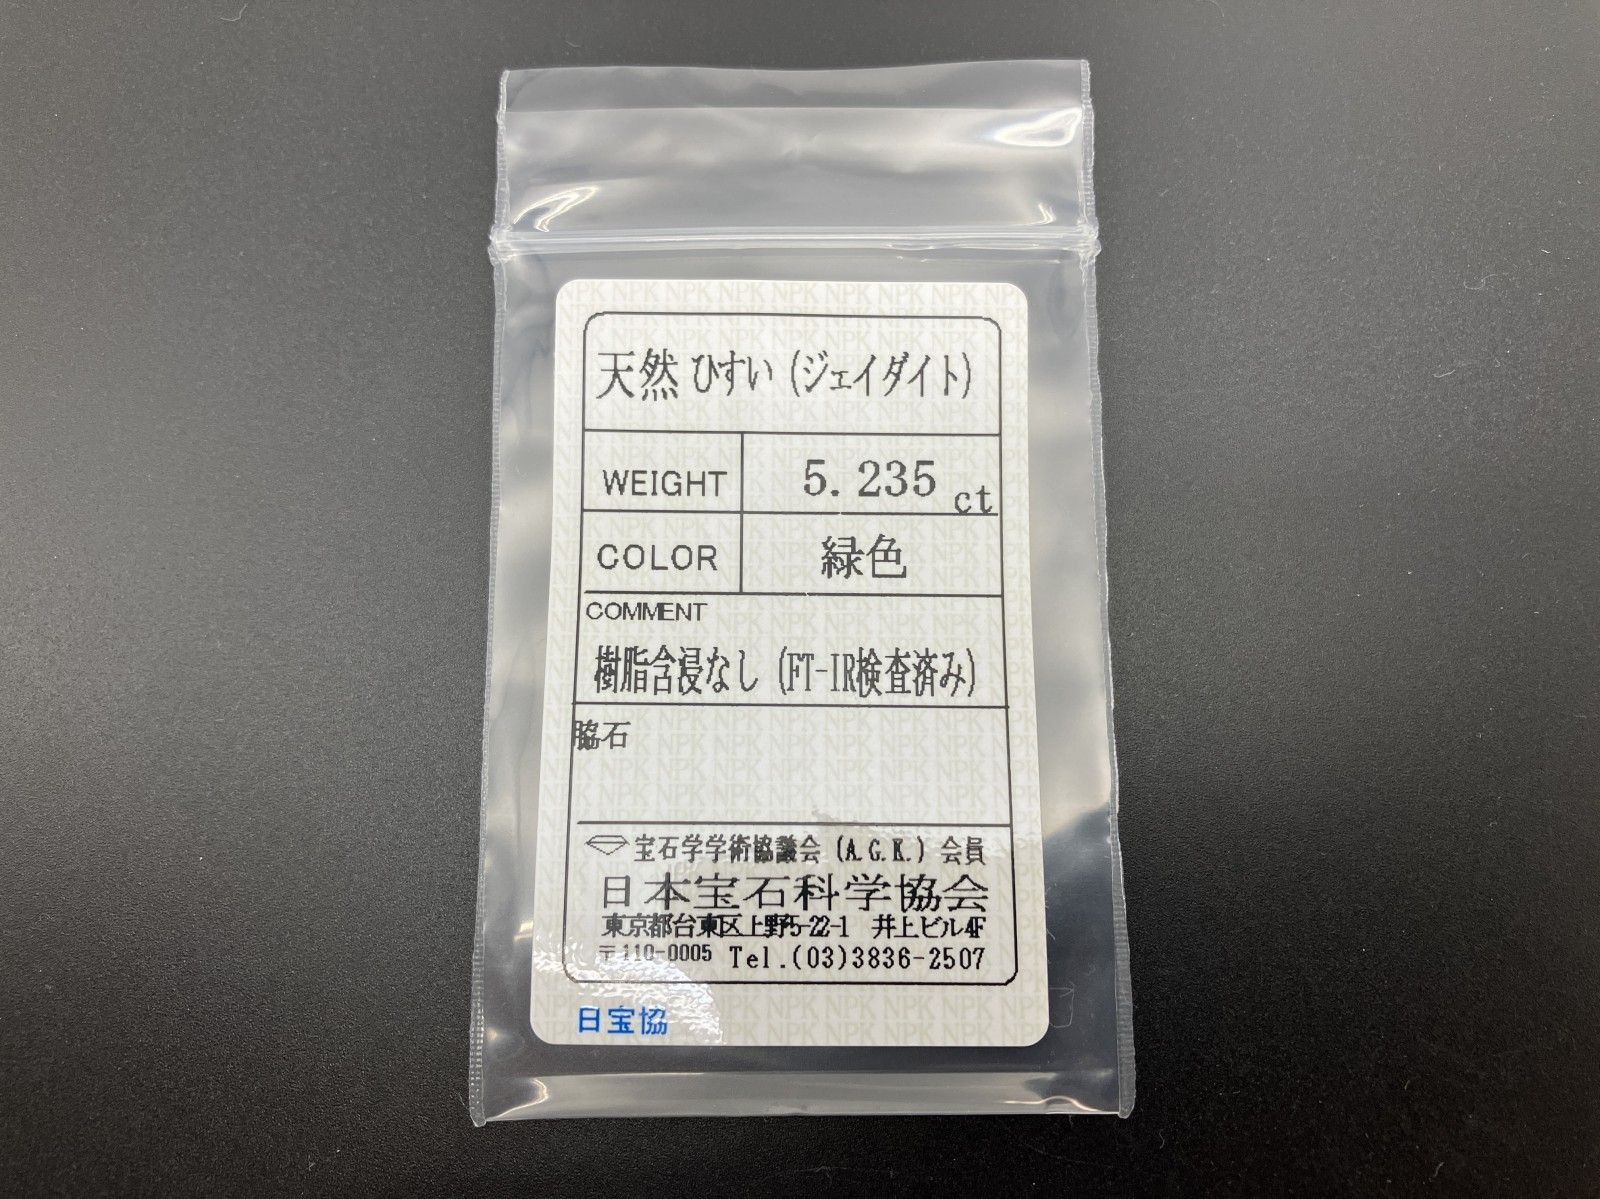 天然 ひすい (ジェイダイト)
WEIGHT 5.235 ct
COLOR 緑色
COMMENT
樹脂含浸なし (FT-IR検査済み)
脇石
宝石学学術協議会 (A.G.K.) 会員
日本宝石科学協会
東京都台東区上野5-22-1 井上ビル4F
〒110-0005 Tel.(03)3836-2507
日宝協